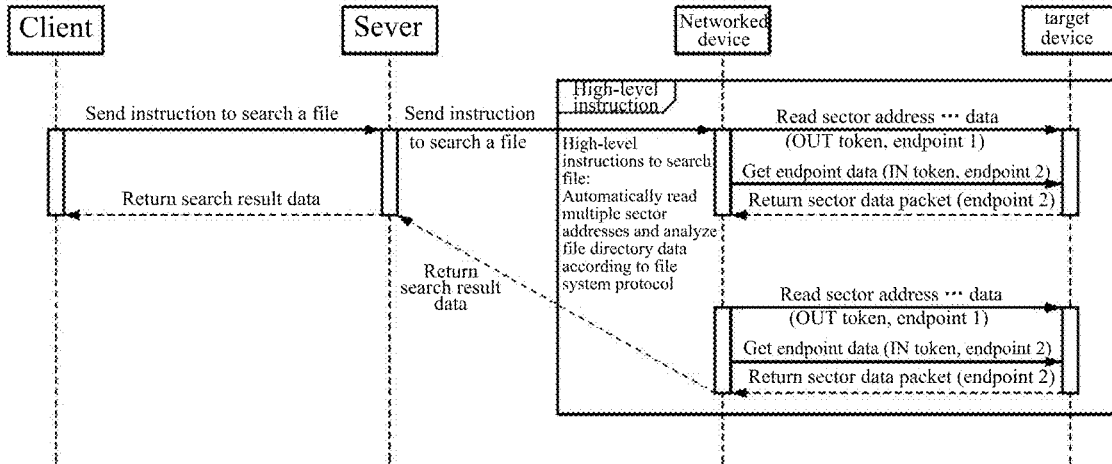 Client
Sever
Networked
device
target
device
High-level
instruction
Send instruction to search a file
Send instruction
to search a file
Read sector address ··· data
(OUT token, endpoint 1)
High-level
instructions to search
file:
Automatically read
multiple sector
addresses and analyze
file directory data
according to file
system protocol
Get endpoint data (IN token, endpoint 2)
Return sector data packet (endpoint 2)
Return search result data
Return
search result
data
Read sector address ··· data
(OUT token, endpoint 1)
Get endpoint data (IN token, endpoint 2)
Return sector data packet (endpoint 2)